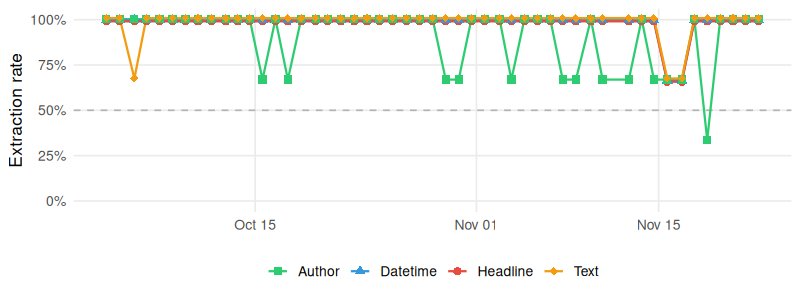 100%
75%
50%
25%
0%
Extraction rate
Oct 15
Nov 01
Nov 15
Author
Datetime
Headline
Text